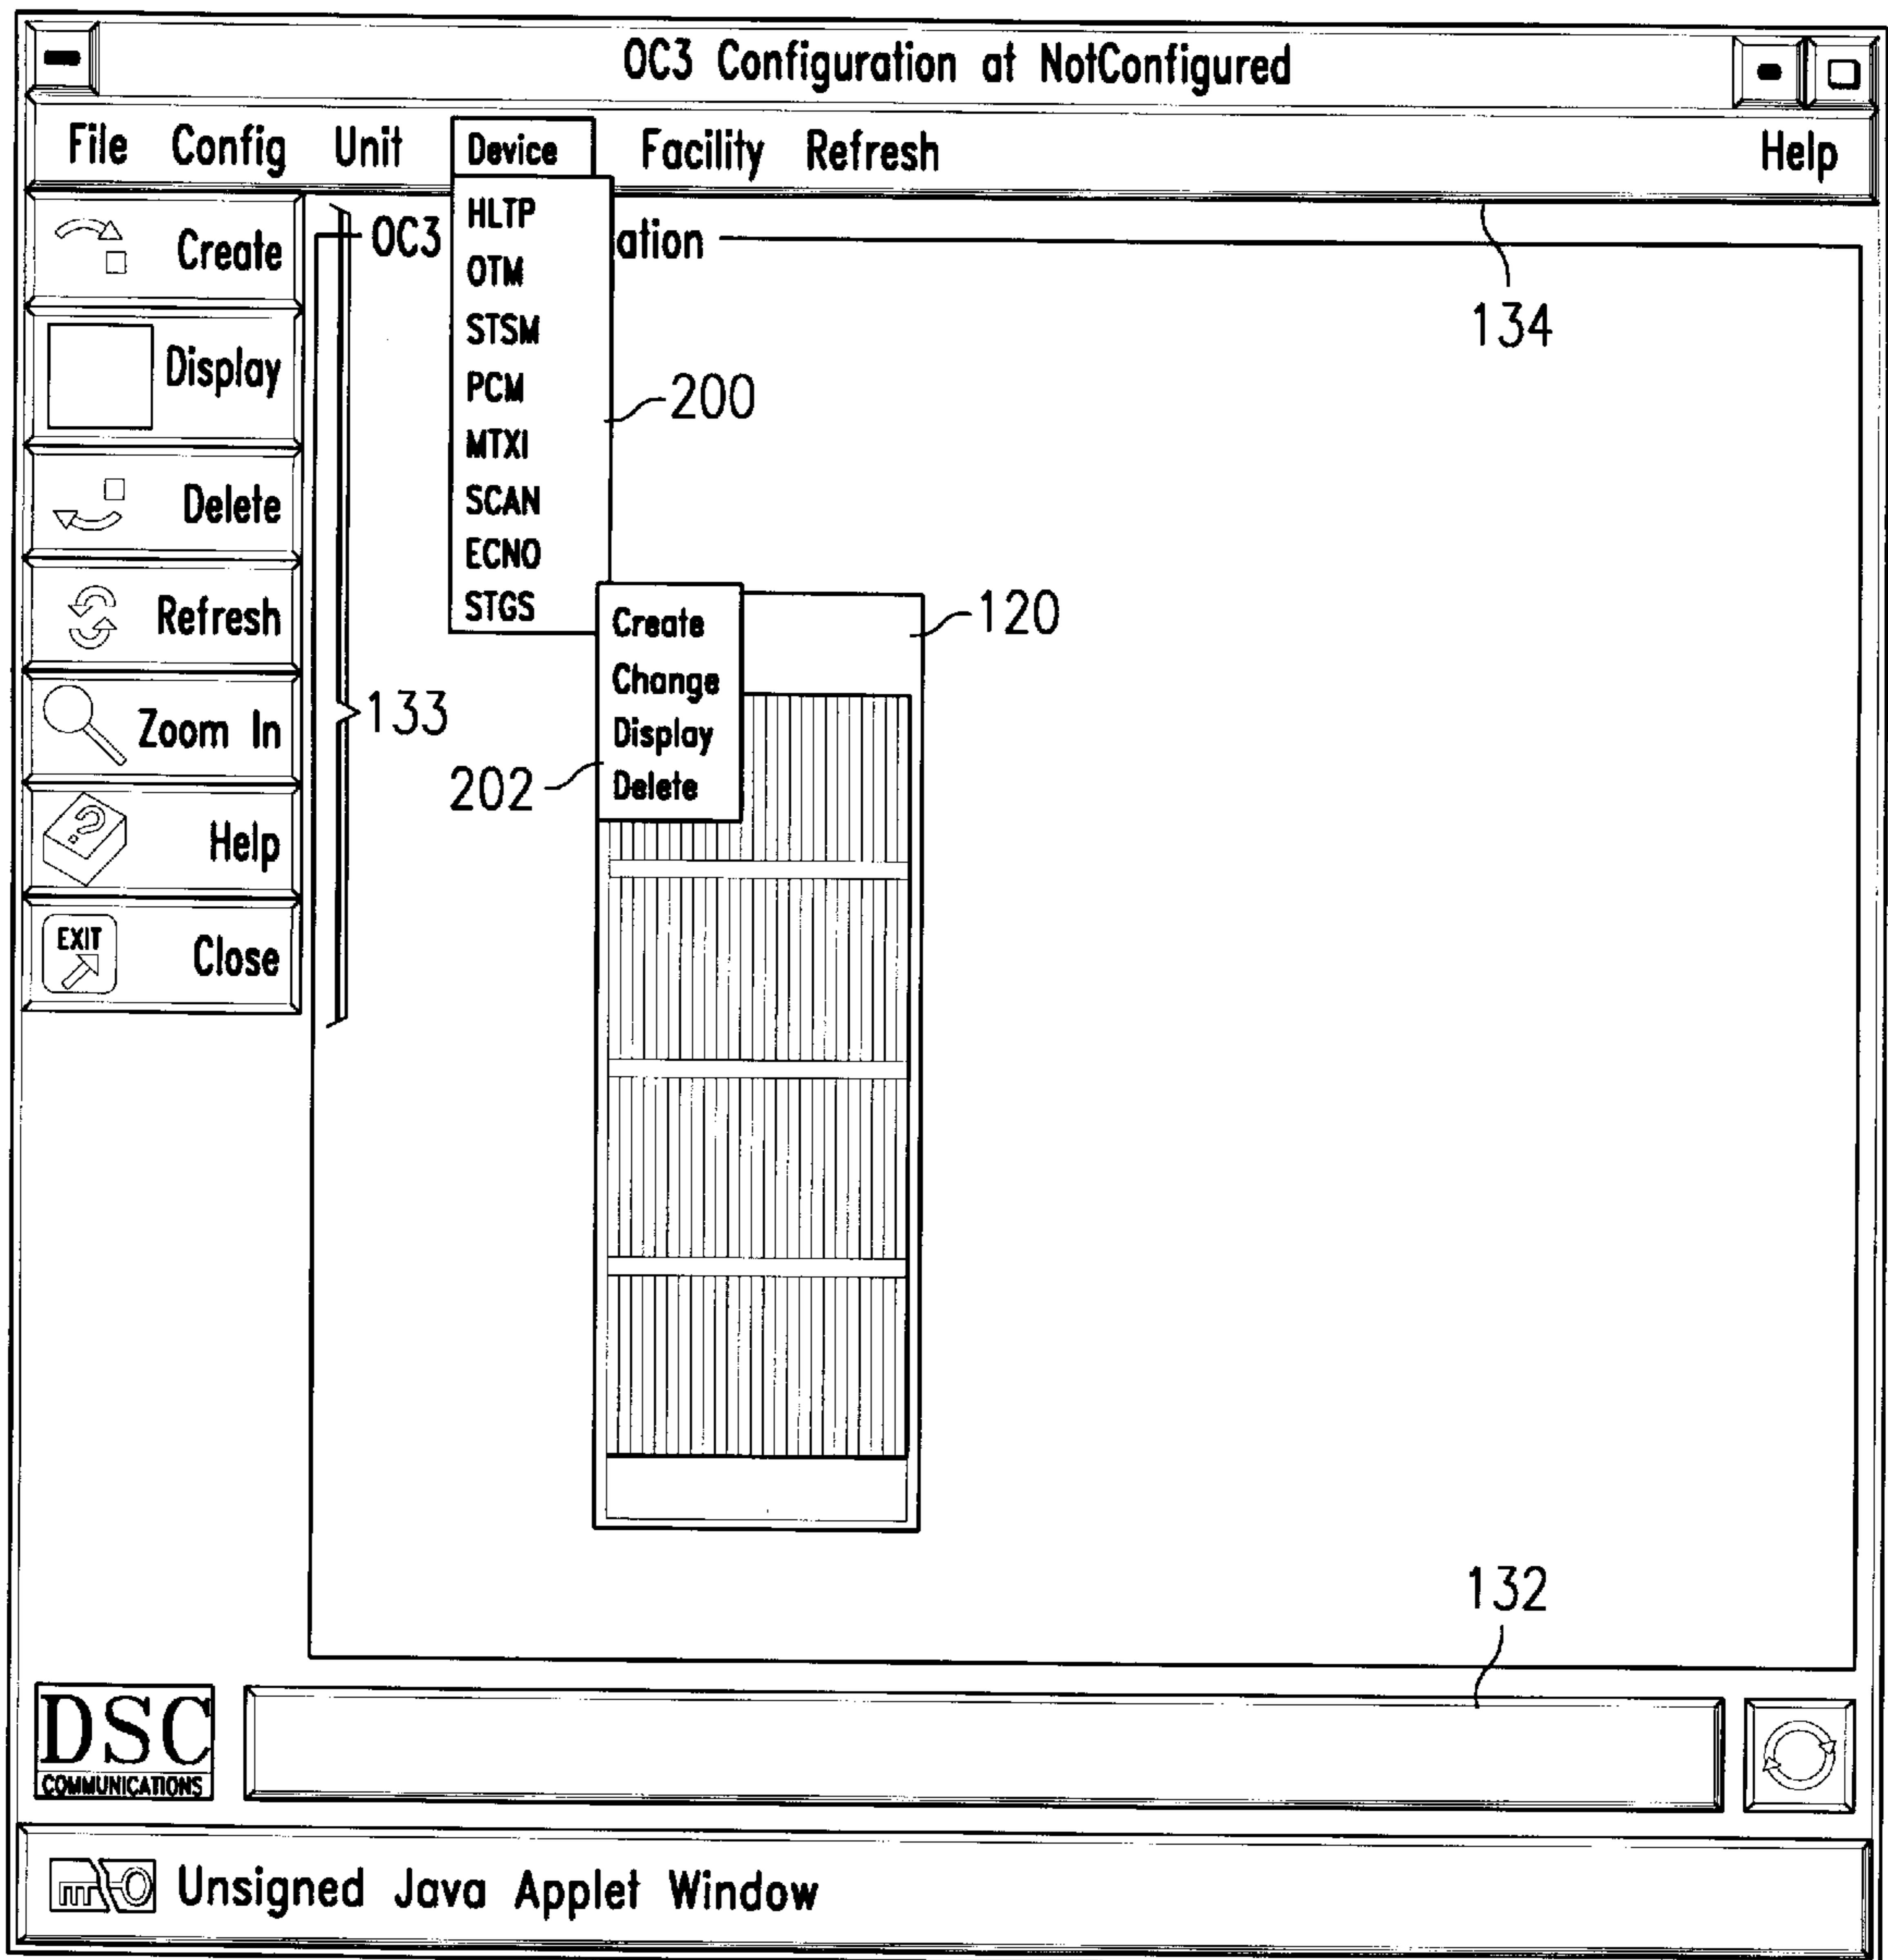 OC3 Configuration at NotConfigured
File Config Unit Device Facility Refresh Help
Create
Display
Delete
Refresh
Zoom In
?
Help
EXIT
Close
133
OC3 ation
134
HLTP
OTM
STSM
PCM
MTXI
SCAN
ECNO
STGS
200
Create
Change
Display
Delete
202
120
132
DSC
COMMUNICATIONS
Unsigned Java Applet Window